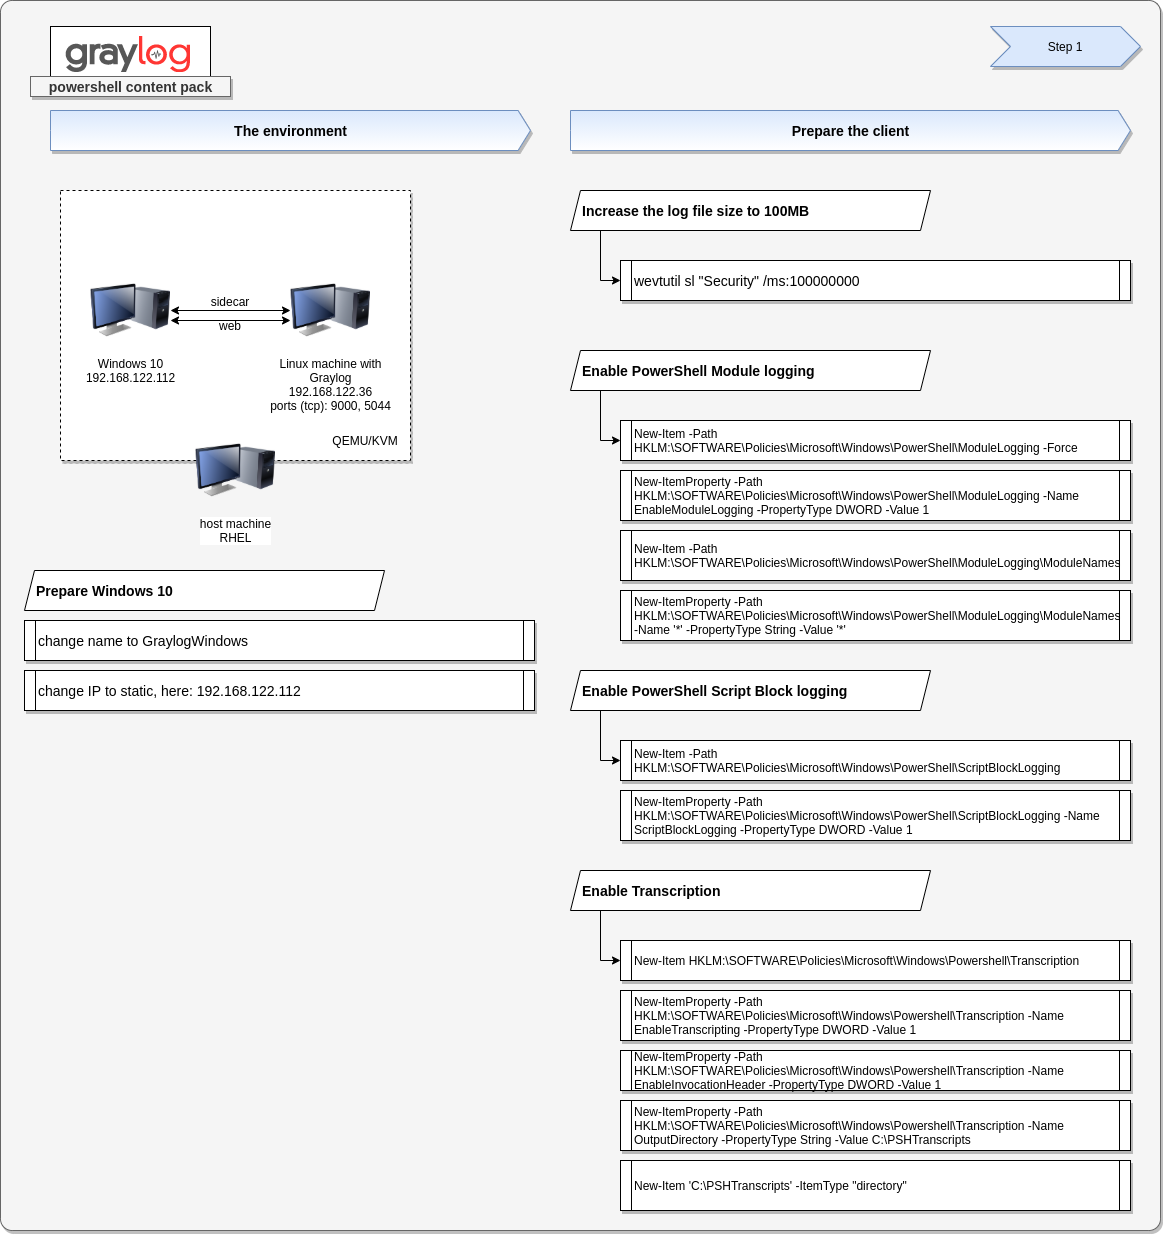 graylog
powershell content pack
Step 1
The environment
sidecar
web
Windows 10
192.168.122.112
Linux machine with
Graylog
192.168.122.36
ports (tcp): 9000, 5044
QEMU/KVM
host machine
RHEL
Prepare Windows 10
change name to GraylogWindows
change IP to static, here: 192.168.122.112
Prepare the client
Increase the log file size to 100MB
wevtutil sl "Security" /ms:100000000
Enable PowerShell Module logging
New-Item -Path
HKLM:\SOFTWARE\Policies\Microsoft\Windows\PowerShell\ModuleLogging -Force
New-ItemProperty -Path
HKLM:\SOFTWARE\Policies\Microsoft\Windows\PowerShell\ModuleLogging -Name
EnableModuleLogging -PropertyType DWORD -Value 1
New-Item -Path
HKLM:\SOFTWARE\Policies\Microsoft\Windows\PowerShell\ModuleLogging\ModuleNames
New-ItemProperty -Path
HKLM:\SOFTWARE\Policies\Microsoft\Windows\PowerShell\ModuleLogging\ModuleNames
-Name '*' -PropertyType String -Value '*'
Enable PowerShell Script Block logging
New-Item -Path
HKLM:\SOFTWARE\Policies\Microsoft\Windows\PowerShell\ScriptBlockLogging
New-ItemProperty -Path
HKLM:\SOFTWARE\Policies\Microsoft\Windows\PowerShell\ScriptBlockLogging -Name
ScriptBlockLogging -PropertyType DWORD -Value 1
Enable Transcription
New-Item HKLM:\SOFTWARE\Policies\Microsoft\Windows\Powershell\Transcription
New-ItemProperty -Path
HKLM:\SOFTWARE\Policies\Microsoft\Windows\Powershell\Transcription -Name
EnableTranscripting -PropertyType DWORD -Value 1
New-ItemProperty -Path
HKLM:\SOFTWARE\Policies\Microsoft\Windows\Powershell\Transcription -Name
EnableInvocationHeader -PropertyType DWORD -Value 1
New-ItemProperty -Path
HKLM:\SOFTWARE\Policies\Microsoft\Windows\Powershell\Transcription -Name
OutputDirectory -PropertyType String -Value C:\PSHTranscripts
New-Item 'C:\PSHTranscripts' -ItemType "directory"